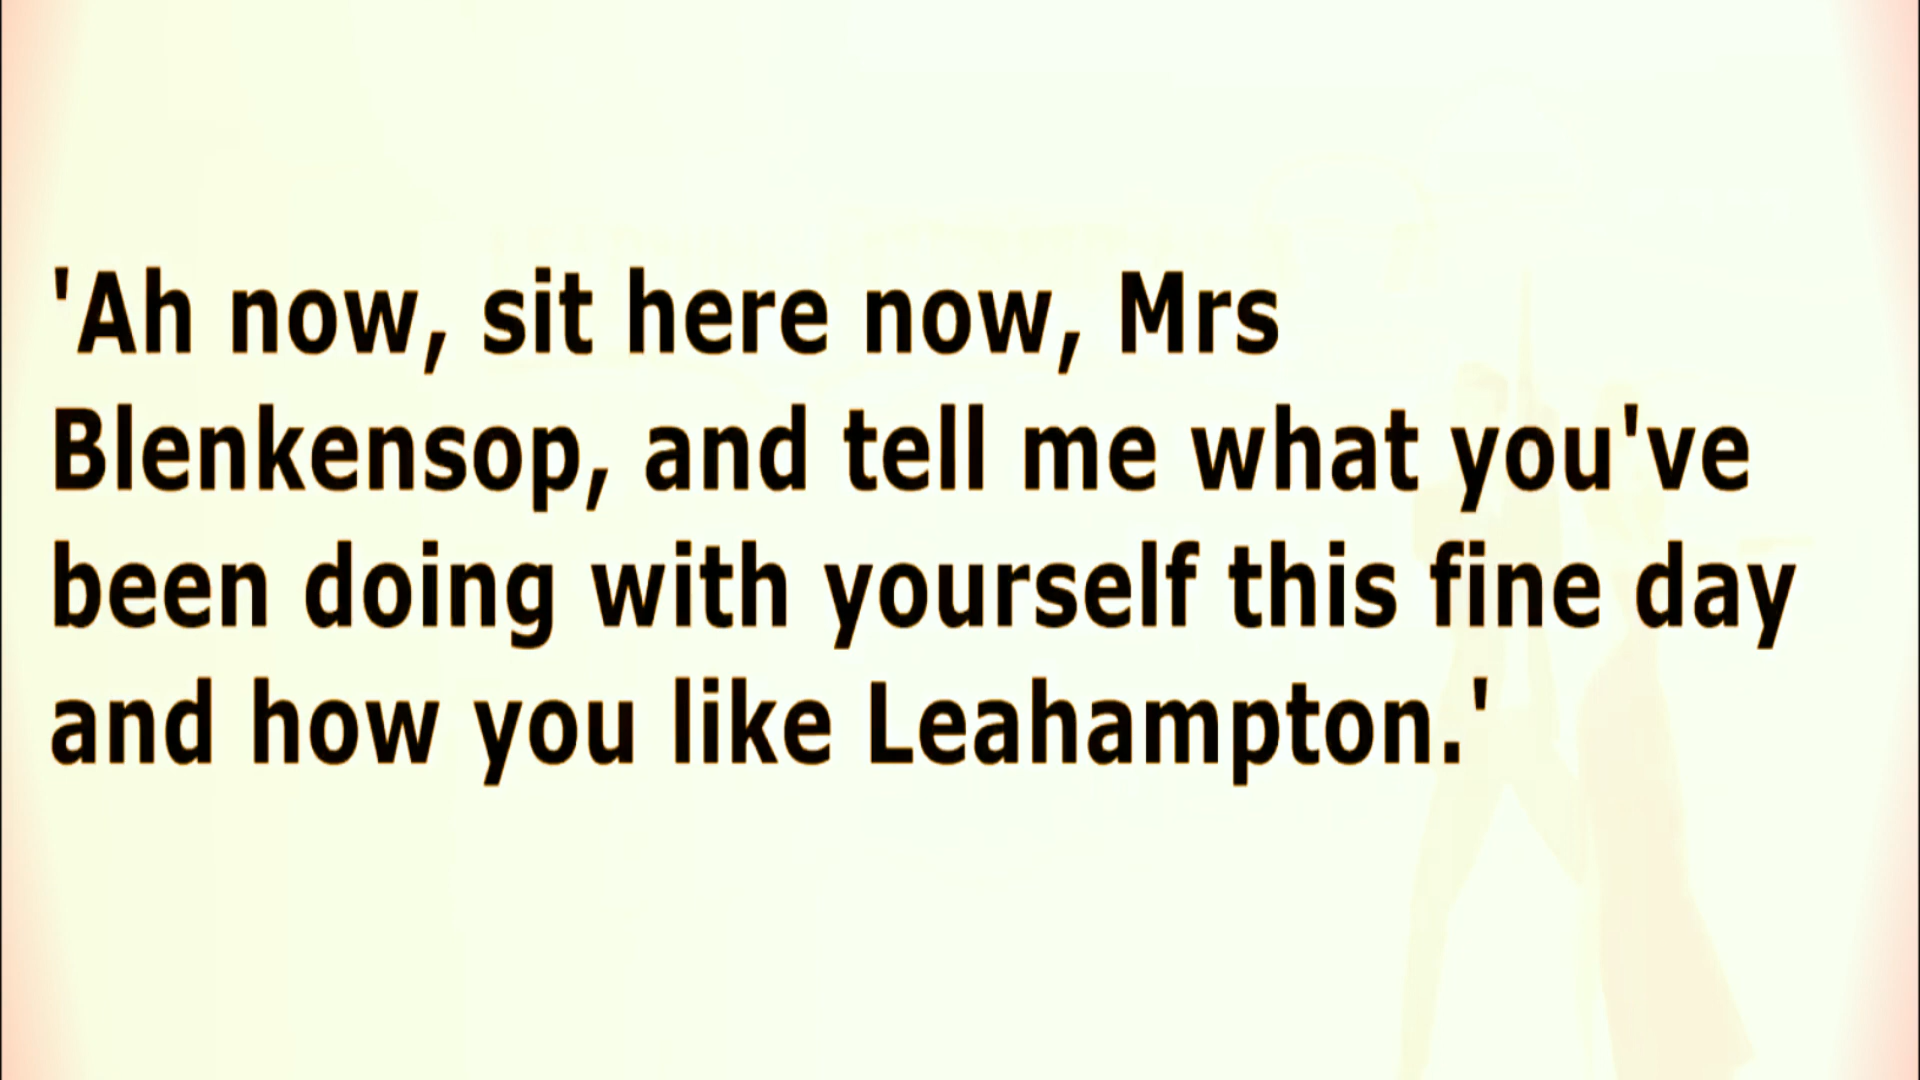 'Ah now, sit here now, Mrs
Blenkensop, and tell me what you've
been doing with yourself this fine day
and how you like Leahampton.'